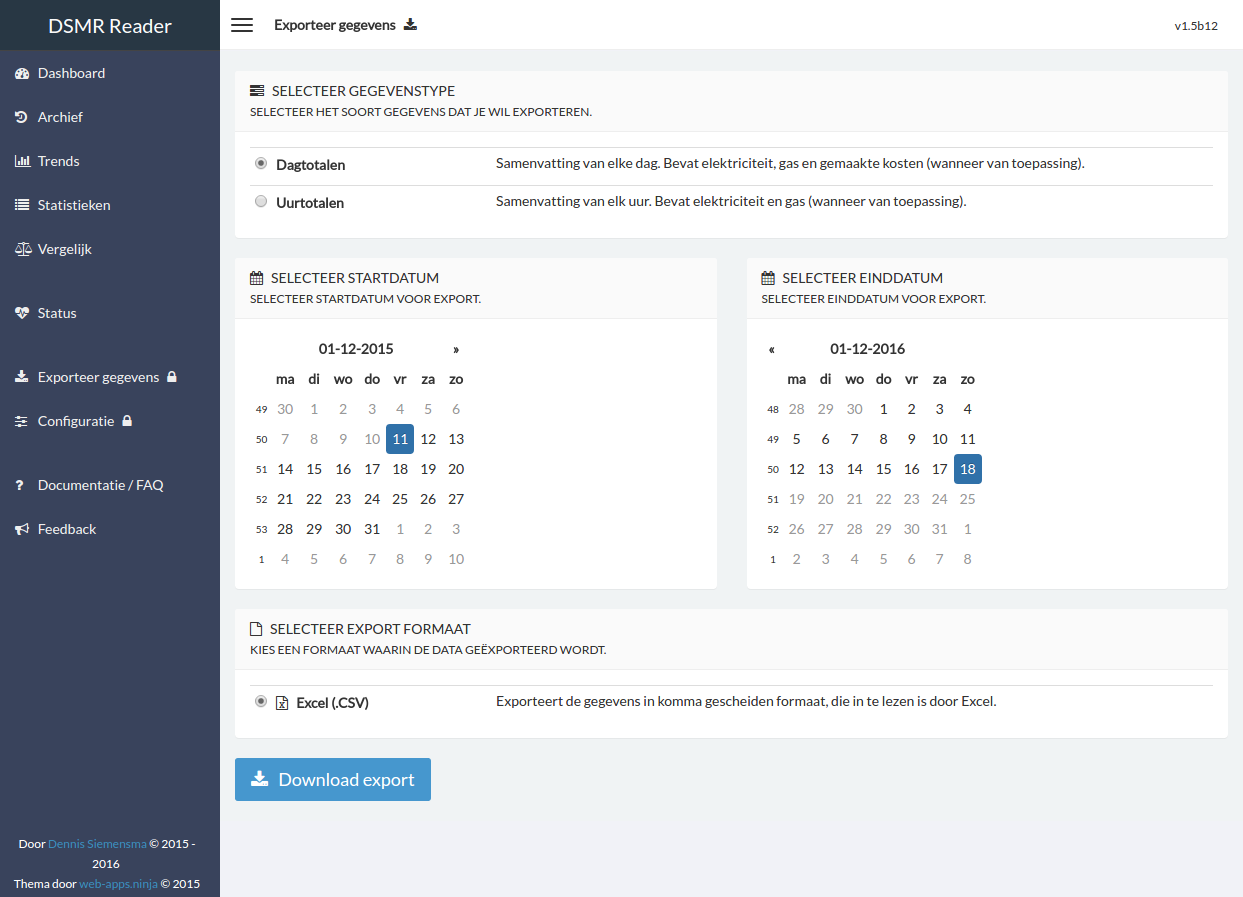 DSMR Reader
Exporteer gegevens
v1.5b12
Dashboard
Archief
Trends
Statistieken
Vergelijk
Status
Exporteer gegevens
Configuratie
? Documentatie / FAQ
Feedback
Door Dennis Siemensma © 2015 -
2016
Thema door web-apps.ninja © 2015
SELECTEER GEGEVENSTYPE
SELECTEER HET SOORT GEGEVENS DAT JE WIL EXPORTEREN.
Dagtotalen Samenvatting van elke dag. Bevat elektriciteit, gas en gemaakte kosten (wanneer van toepassing).
Uurtotalen Samenvatting van elk uur. Bevat elektriciteit en gas (wanneer van toepassing).
SELECTEER STARTDATUM
SELECTEER STARTDATUM VOOR EXPORT.
01-12-2015 »
ma di wo do vr za zo
49 30 1 2 3 4 5 6
50 7 8 9 10 11 12 13
51 14 15 16 17 18 19 20
52 21 22 23 24 25 26 27
53 28 29 30 31 1 2 3
1 4 5 6 7 8 9 10
SELECTEER EINDDATUM
SELECTEER EINDDATUM VOOR EXPORT.
« 01-12-2016
ma di wo do vr za zo
48 28 29 30 1 2 3 4
49 5 6 7 8 9 10 11
50 12 13 14 15 16 17 18
51 19 20 21 22 23 24 25
52 26 27 28 29 30 31 1
1 2 3 4 5 6 7 8
SELECTEER EXPORT FORMAAT
KIES EEN FORMAAT WAARIN DE DATA GEËXPORTEERD WORDT.
Excel (.CSV) Exporteert de gegevens in komma gescheiden formaat, die in te lezen is door Excel.
Download export